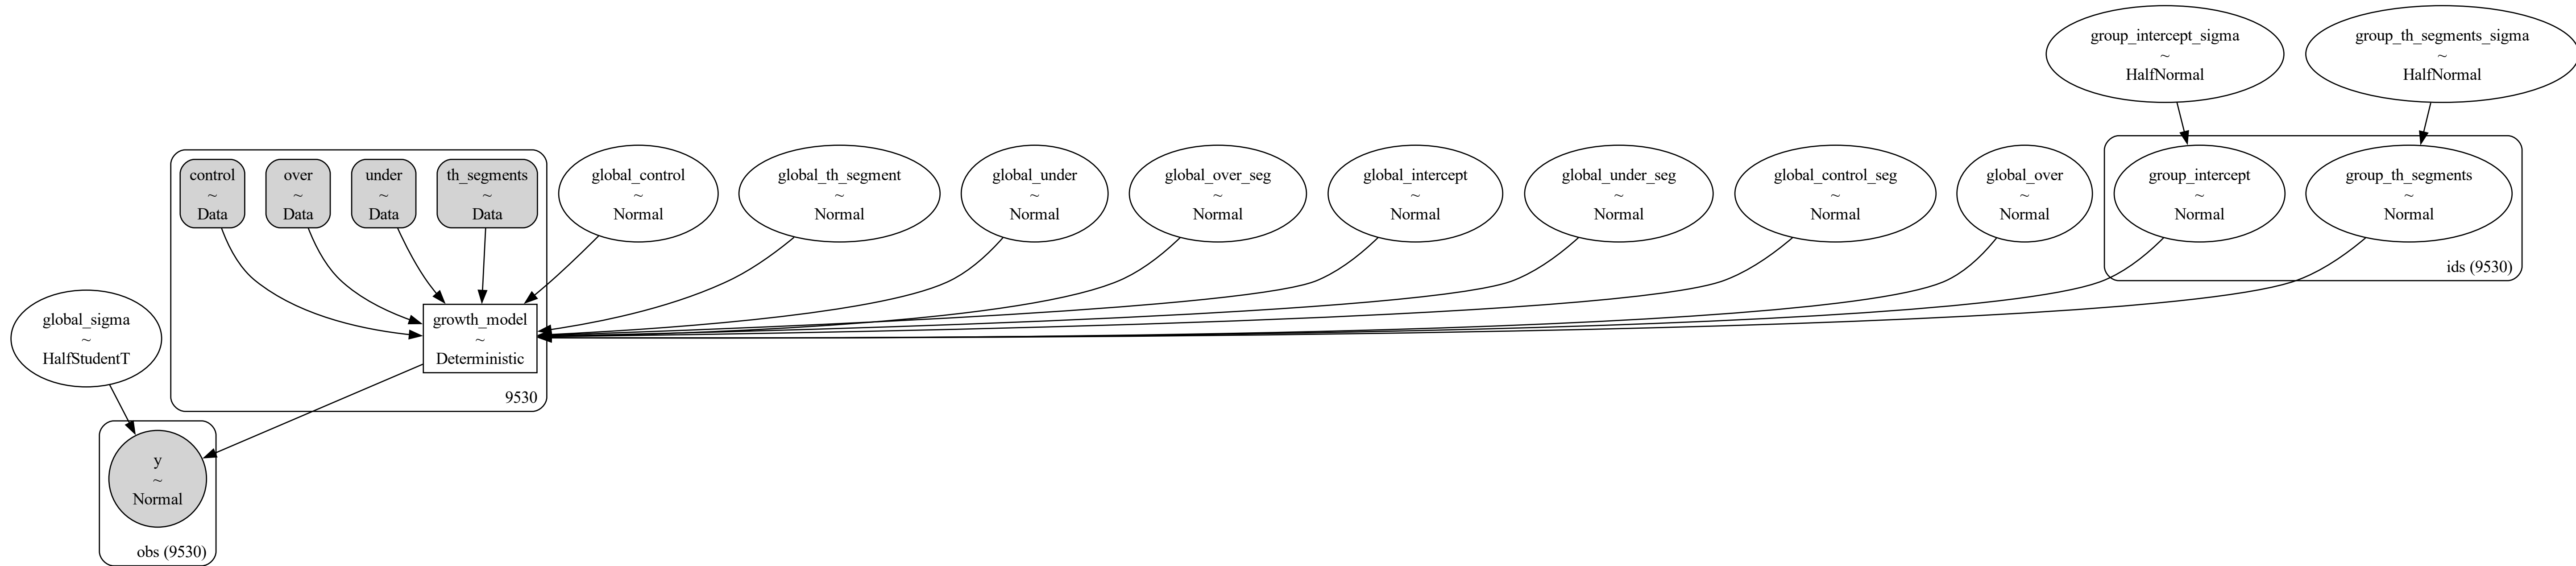 group_intercept_sigma
~
HalfNormal
group_th_segments_sigma
~
HalfNormal
control
~
Data
over
~
Data
under
~
Data
th_segments
~
Data
global_control
~
Normal
global_th_segment
~
Normal
global_under
~
Normal
global_over_seg
~
Normal
global_intercept
~
Normal
global_under_seg
~
Normal
global_control_seg
~
Normal
global_over
~
Normal
group_intercept
~
Normal
group_th_segments
~
Normal
ids (9530)
global_sigma
~
HalfStudentT
growth_model
~
Deterministic
9530
y
~
Normal
obs (9530)